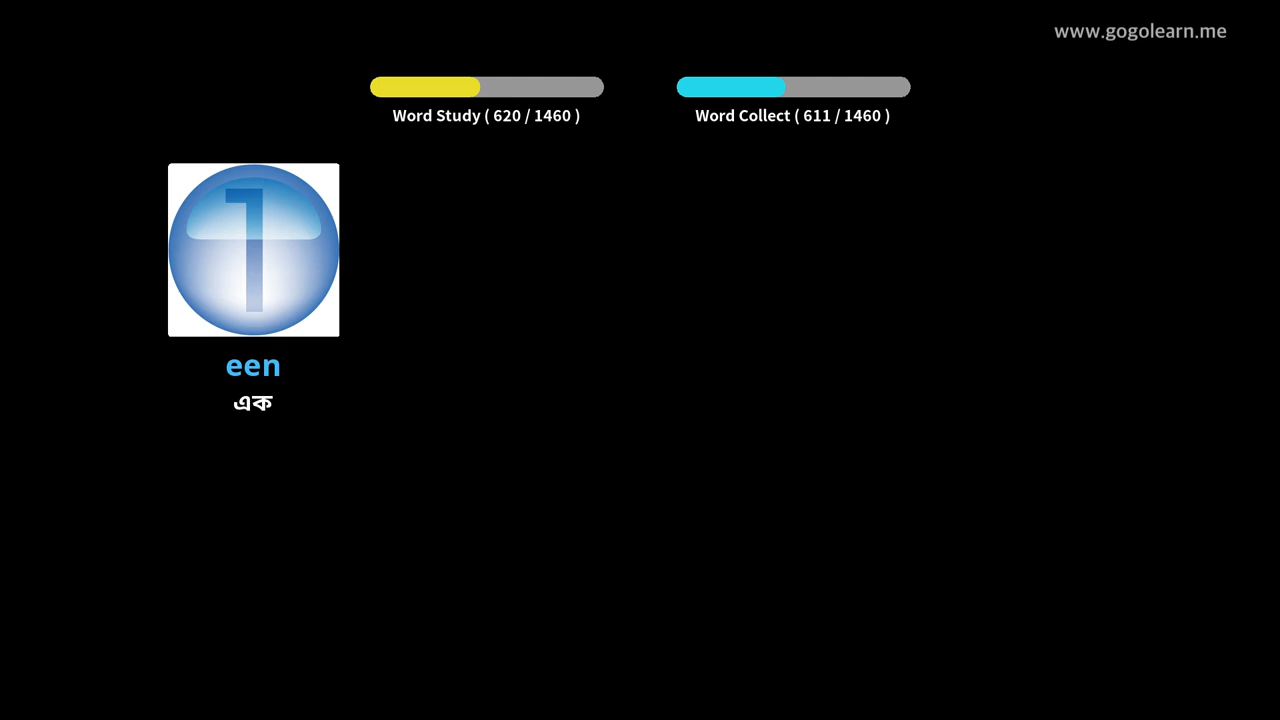 www.gogolearn.me
Word Study ( 620 / 1460 )
Word Collect ( 611 / 1460 )
1
een
এক